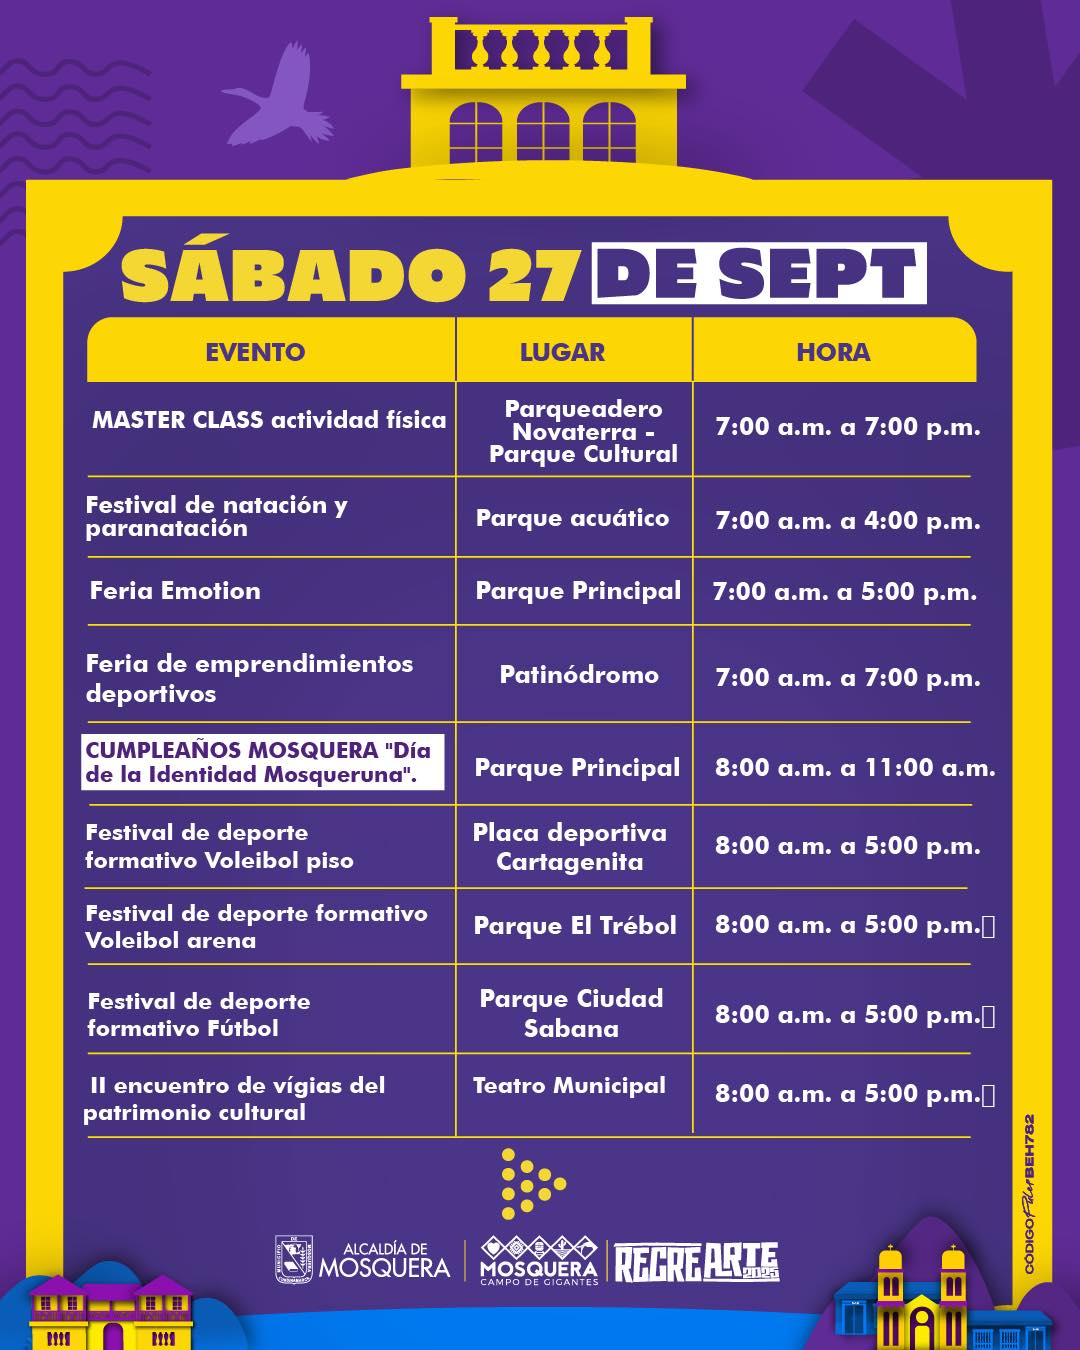 SÁBADO 27 DE SEPT
EVENTO LUGAR HORA
MASTER CLASS actividad física
Parqueadero
Novaterra -
Parque Cultural
7:00 a.m. a 7:00 p.m.
Festival de natación y
paranatación
Parque acuático
7:00 a.m. a 4:00 p.m.
Feria Emotion
Parque Principal
7:00 a.m. a 5:00 p.m.
Feria de emprendimientos
deportivos
Patinódromo
7:00 a.m. a 7:00 p.m.
CUMPLEAÑOS MOSQUERA "Día
de la Identidad Mosqueruna".
Parque Principal
8:00 a.m. a 11:00 a.m.
Festival de deporte
formativo Voleibol piso
Placa deportiva
Cartagenita
8:00 a.m. a 5:00 p.m.
Festival de deporte formativo
Voleibol arena
Parque El Trébol
8:00 a.m. a 5:00 p.m.
Festival de deporte
formativo Fútbol
Parque Ciudad
Sabana
8:00 a.m. a 5:00 p.m.
II encuentro de vígias del
patrimonio cultural
Teatro Municipal
8:00 a.m. a 5:00 p.m.
ALCALDÍA DE
MOSQUERA
MOSQUERA
CAMPO DE GIGANTES
RECREARTE
2025
CÓDIGO Pulep BEH782